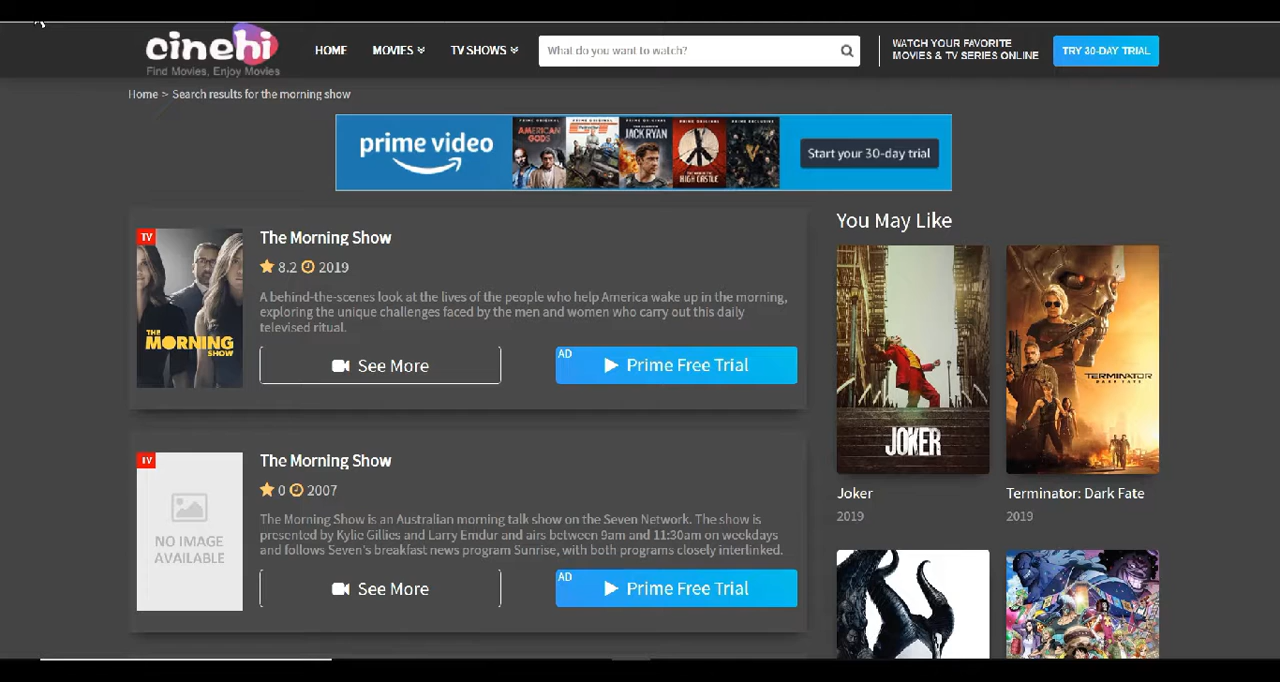 cinehi
Find Movies, Enjoy Movies
HOME
MOVIES
TV SHOWS
What do you want to watch?
WATCH YOUR FAVORITE
MOVIES & TV SERIES ONLINE
TRY 30-DAY TRIAL
Home > Search results for the morning show
prime video
AMERICAN
GODS
JACK RYAN
HIGH CASTLE
Start your 30-day trial
TV
THE
MORNING
SHOW
The Morning Show
8.2 2019
A behind-the-scenes look at the lives of the people who help America wake up in the morning,
exploring the unique challenges faced by the men and women who carry out this daily
televised ritual.
See More
AD
Prime Free Trial
TV
NO IMAGE
AVAILABLE
The Morning Show
0 2007
The Morning Show is an Australian morning talk show on the Seven Network. The show is
presented by Kylie Gillies and Larry Emdur and airs between 9am and 11:30am on weekdays
and follows Seven's breakfast news program Sunrise, with both programs closely interlinked.
See More
AD
Prime Free Trial
You May Like
JOKER
Joker
2019
TERMINATOR
DARK FATE
Terminator: Dark Fate
2019